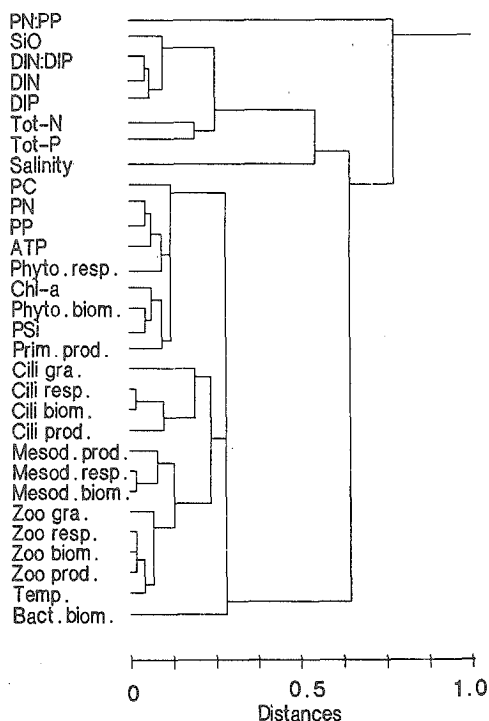 PN:PP
SiO
DIN:DIP
DIN
DIP
Tot-N
Tot-P
Salinity
PC
PN
PP
ATP
Phyto.resp.
Chl-a
Phyto.biom.
PSi
Prim.prod.
Cili gra.
Cili resp.
Cili biom.
Cili prod.
Mesod.prod.
Mesod.resp.
Mesod.biom.
Zoo gra.
Zoo resp.
Zoo biom.
Zoo prod.
Temp.
Bact.biom.
0 0.5 1.0
Distances